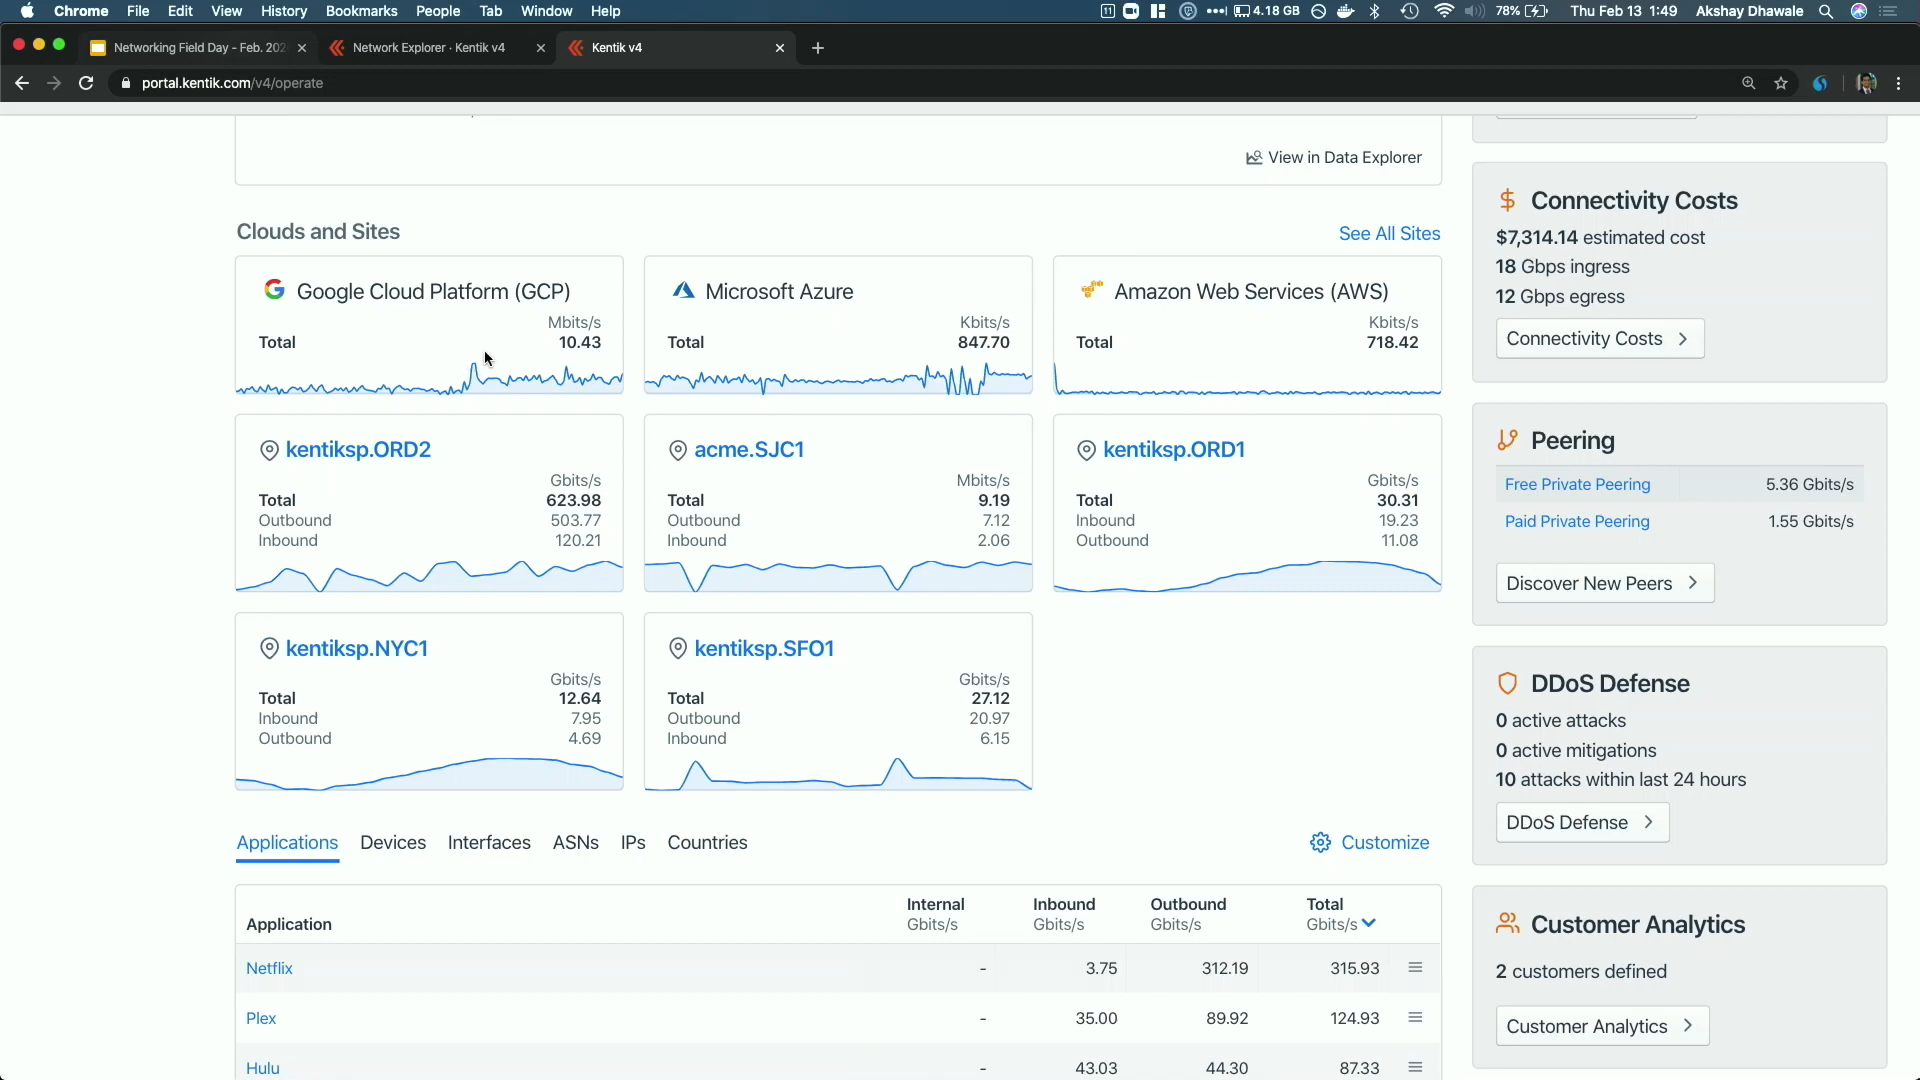 Chrome File Edit View History Bookmarks People Tab Window Help 11 4.18 GB 78% Thu Feb 13 1:49 Akshay Dhawale
Networking Field Day - Feb. 202 Network Explorer · Kentik v4 Kentik v4
portal.kentik.com/v4/operate
View in Data Explorer
Clouds and Sites See All Sites
Google Cloud Platform (GCP)
Mbits/s
Total 10.43
Microsoft Azure
Kbits/s
Total 847.70
Amazon Web Services (AWS)
Kbits/s
Total 718.42
kentiksp.ORD2
Gbits/s
Total 623.98
Outbound 503.77
Inbound 120.21
acme.SJC1
Mbits/s
Total 9.19
Outbound 7.12
Inbound 2.06
kentiksp.ORD1
Gbits/s
Total 30.31
Inbound 19.23
Outbound 11.08
kentiksp.NYC1
Gbits/s
Total 12.64
Inbound 7.95
Outbound 4.69
kentiksp.SFO1
Gbits/s
Total 27.12
Outbound 20.97
Inbound 6.15
Applications Devices Interfaces ASNs IPs Countries Customize
Internal Inbound Outbound Total
Application Gbits/s Gbits/s Gbits/s Gbits/s
Netflix - 3.75 312.19 315.93
Plex - 35.00 89.92 124.93
Hulu - 43.03 44.30 87.33
Connectivity Costs
$7,314.14 estimated cost
18 Gbps ingress
12 Gbps egress
Connectivity Costs
Peering
Free Private Peering 5.36 Gbits/s
Paid Private Peering 1.55 Gbits/s
Discover New Peers
DDoS Defense
0 active attacks
0 active mitigations
10 attacks within last 24 hours
DDoS Defense
Customer Analytics
2 customers defined
Customer Analytics